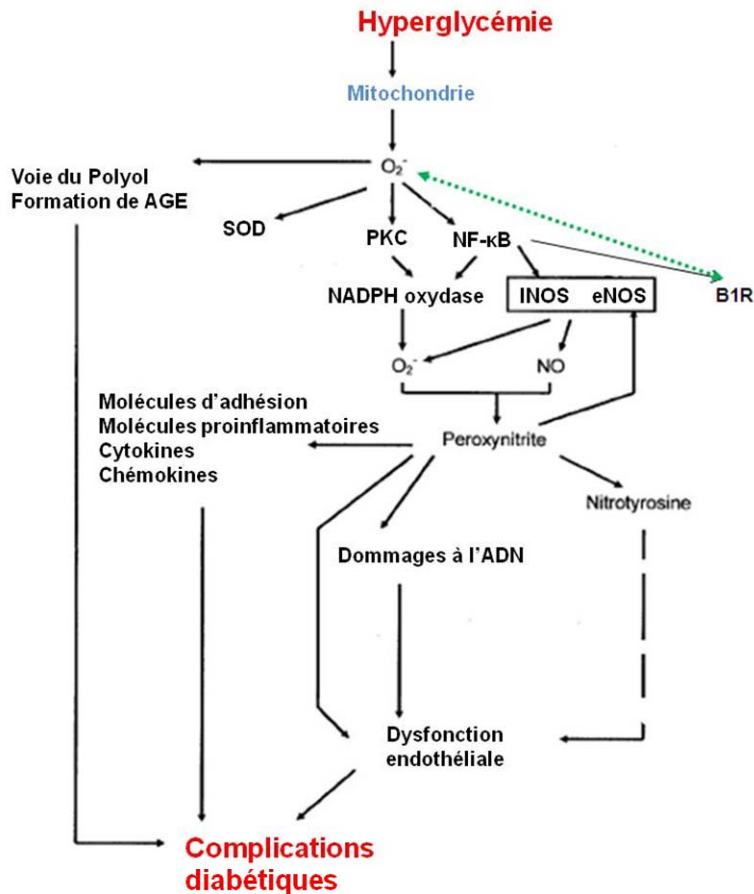 Hyperglycémie
Mitochondrie
O₂⁻
Voie du Polyol
Formation de AGE
SOD
PKC
NF-κB
NADPH oxydase
INOS eNOS
B1R
O₂⁻
NO
Molécules d'adhésion
Molécules proinflammatoires
Cytokines
Chémokines
Peroxynitrite
Nitrotyrosine
Dommages à l'ADN
Dysfonction
endothéliale
Complications
diabétiques